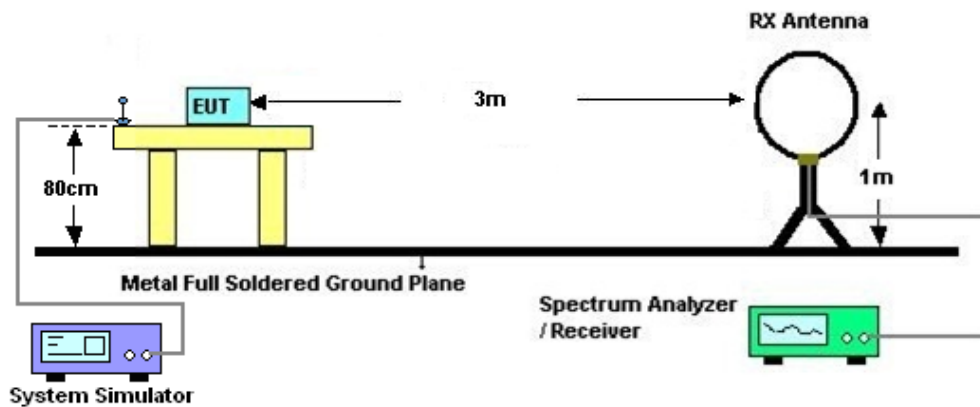 RX Antenna
EUT
3m
80cm
1m
Metal Full Soldered Ground Plane
Spectrum Analyzer
/ Receiver
System Simulator